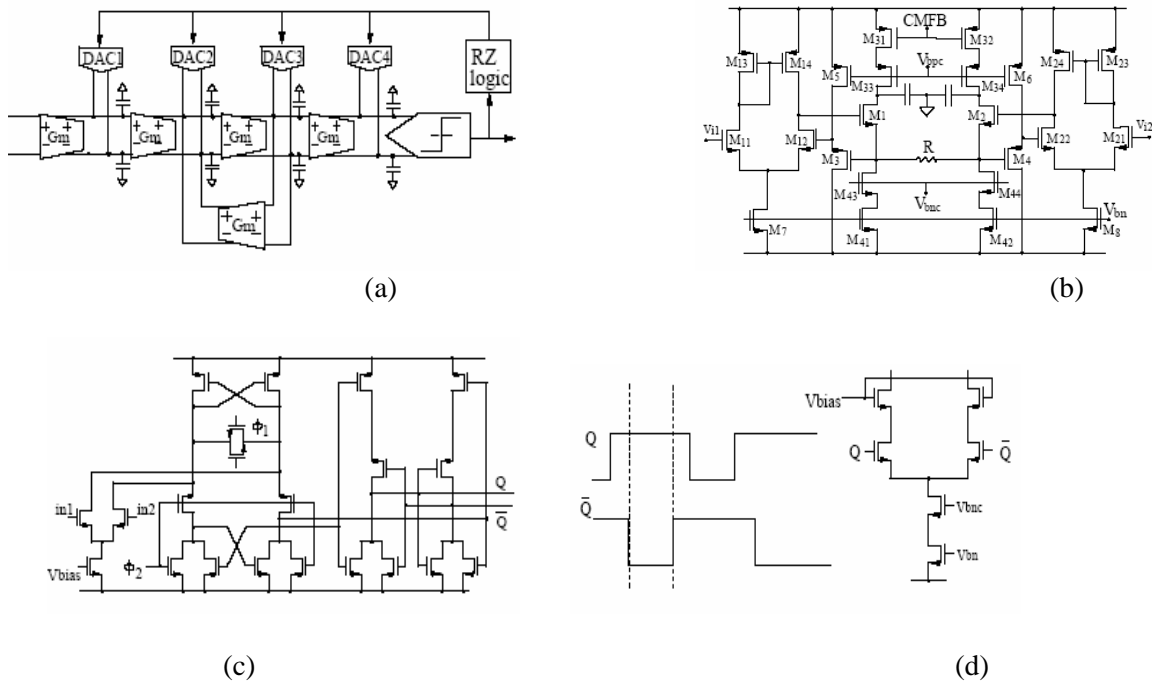 DAC1 DAC2 DAC3 DAC4
RZ
logic
+ +
Gm
- -
+ +
Gm
- -
+ +
Gm
- -
+ +
Gm
- -
+ +
Gm
- -
(a)
CMFB
M31 M32
M13 M14 M5 Vbpc M6 M24 M23
M33 M34
M1 M2
Vi1 M11 M12 M3 R M4 M22 M21 Vi2
M43 M44
Vbnc Vbn
M7 M41 M42 M8
(b)
ϕ1
in1 in2
Q
Q̅
Vbias ϕ2
(c)
Vbias
Q Q Q̅
Q̅
Vbnc
Vbn
(d)